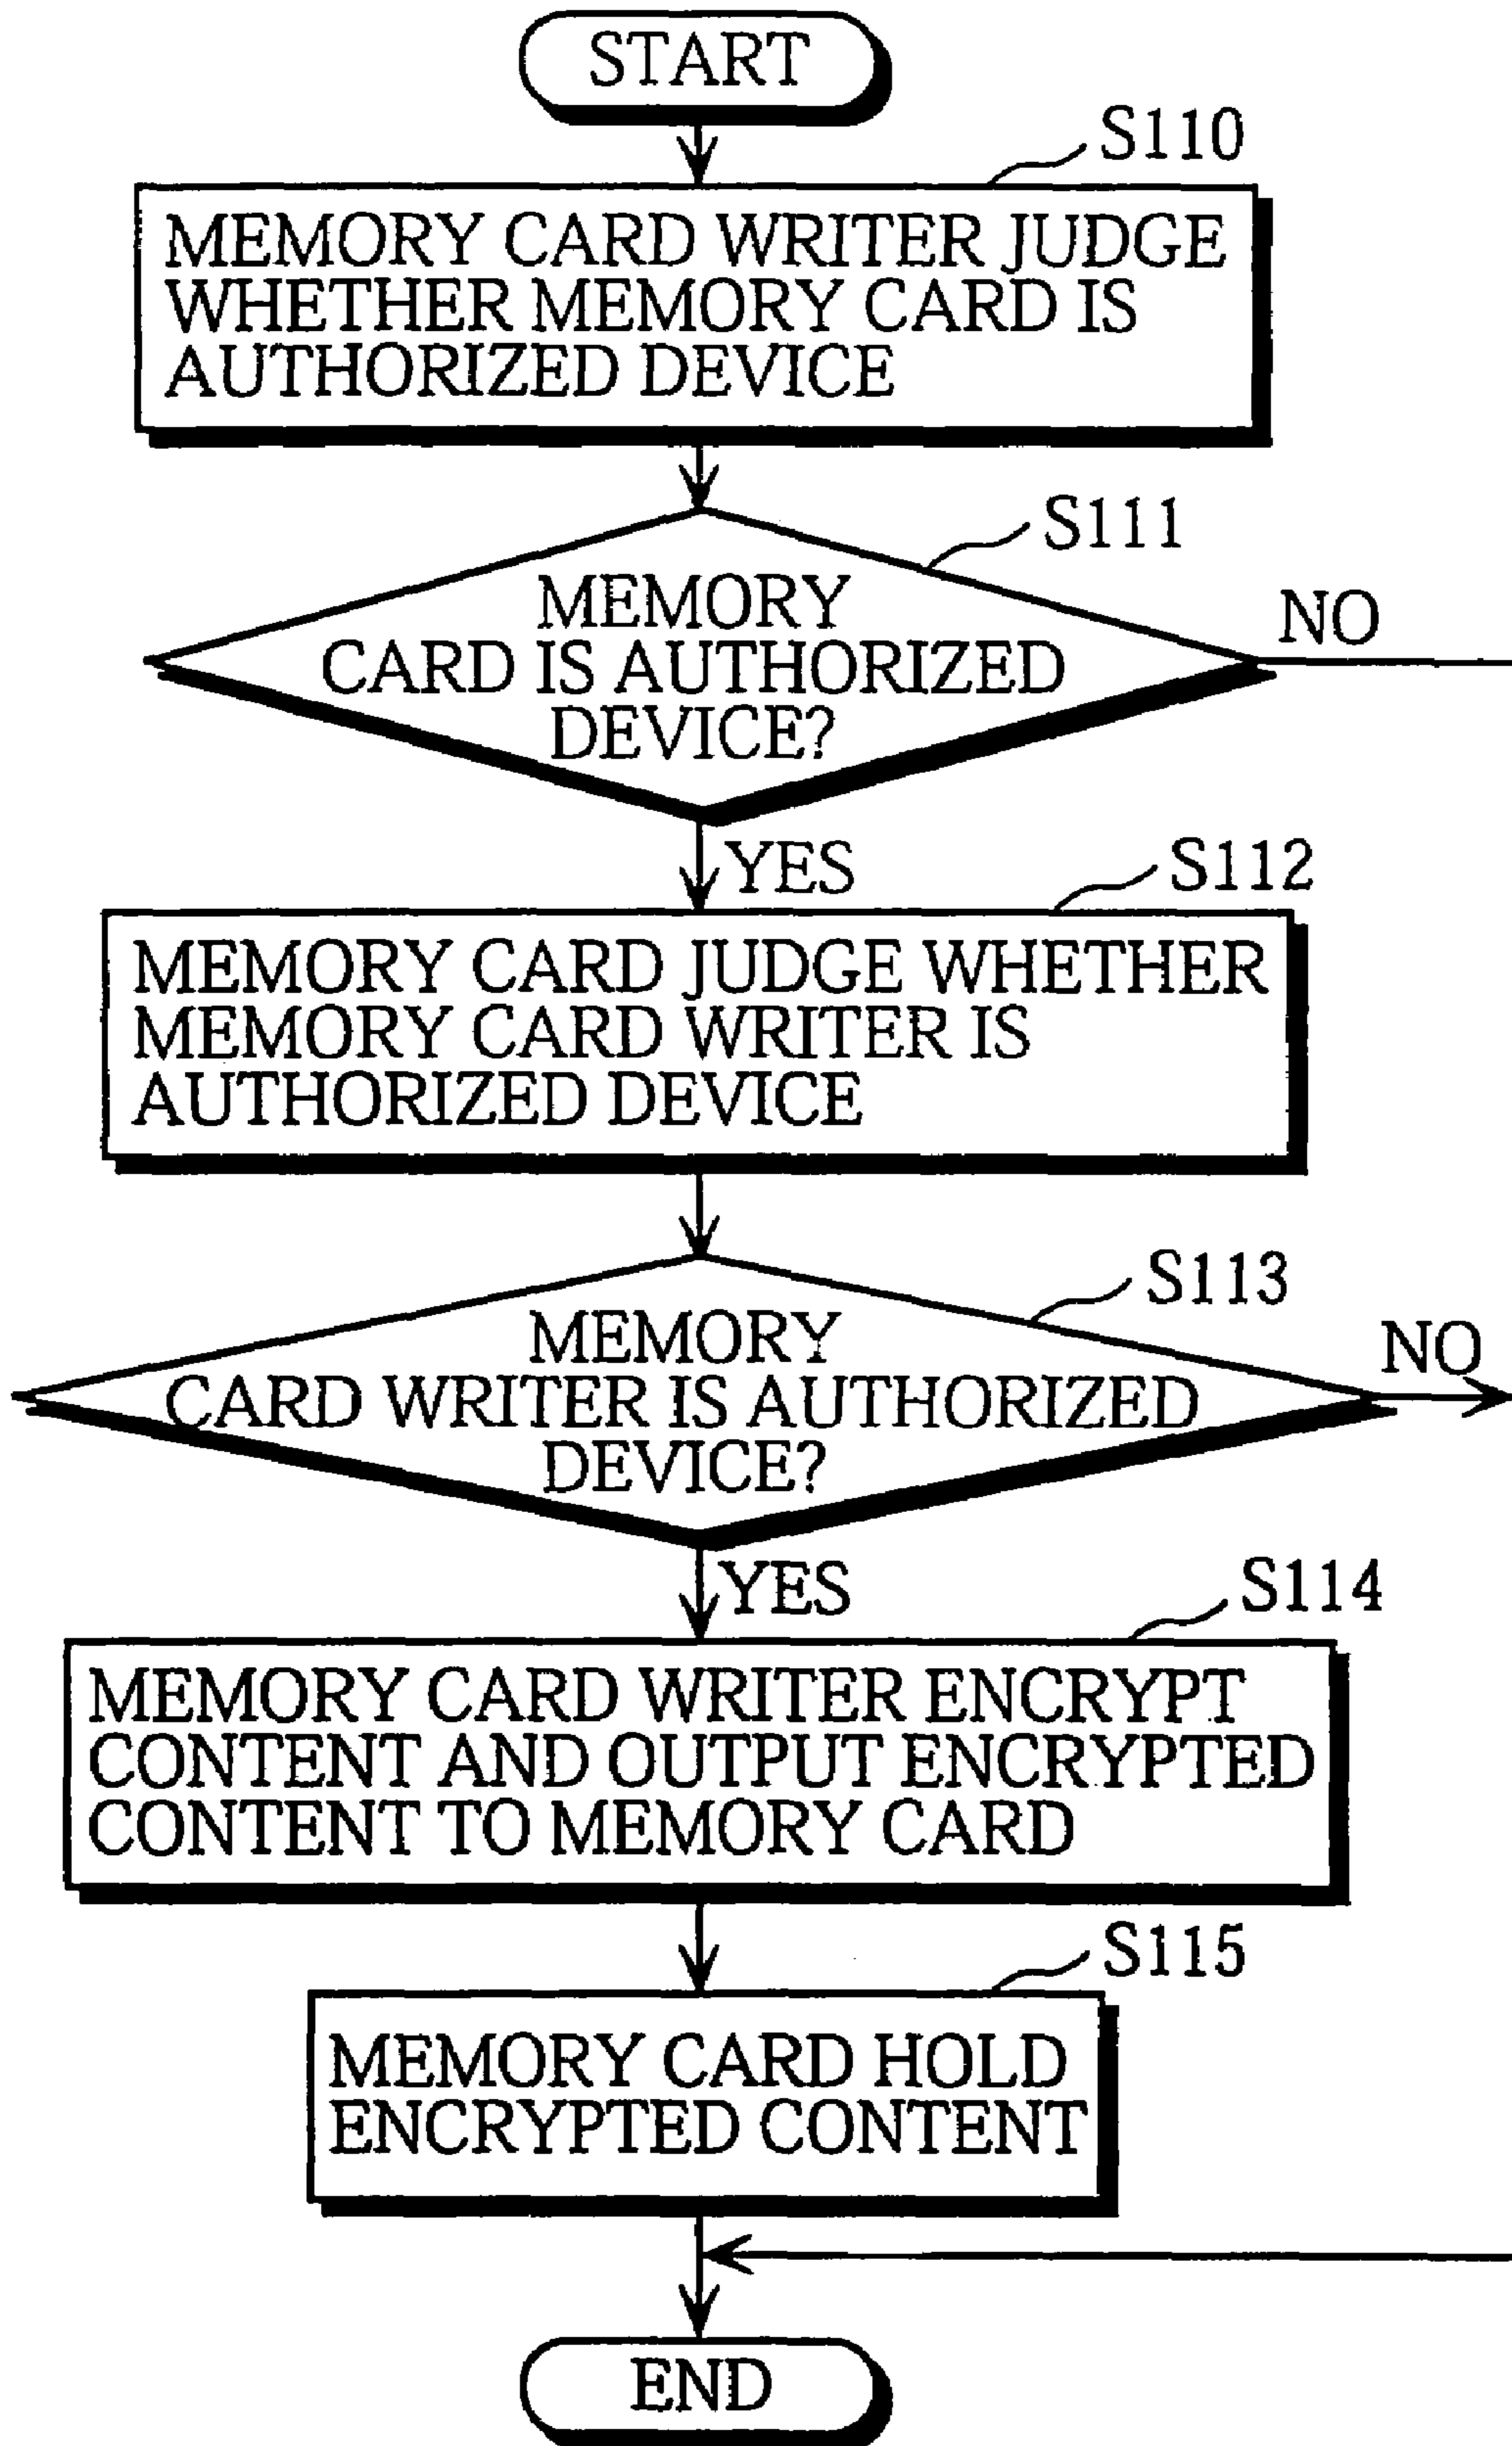 START
S110
MEMORY CARD WRITER JUDGE
WHETHER MEMORY CARD IS
AUTHORIZED DEVICE
S111
MEMORY
CARD IS AUTHORIZED
DEVICE?
NO
YES
S112
MEMORY CARD JUDGE WHETHER
MEMORY CARD WRITER IS
AUTHORIZED DEVICE
S113
MEMORY
CARD WRITER IS AUTHORIZED
DEVICE?
NO
YES
S114
MEMORY CARD WRITER ENCRYPT
CONTENT AND OUTPUT ENCRYPTED
CONTENT TO MEMORY CARD
S115
MEMORY CARD HOLD
ENCRYPTED CONTENT
END